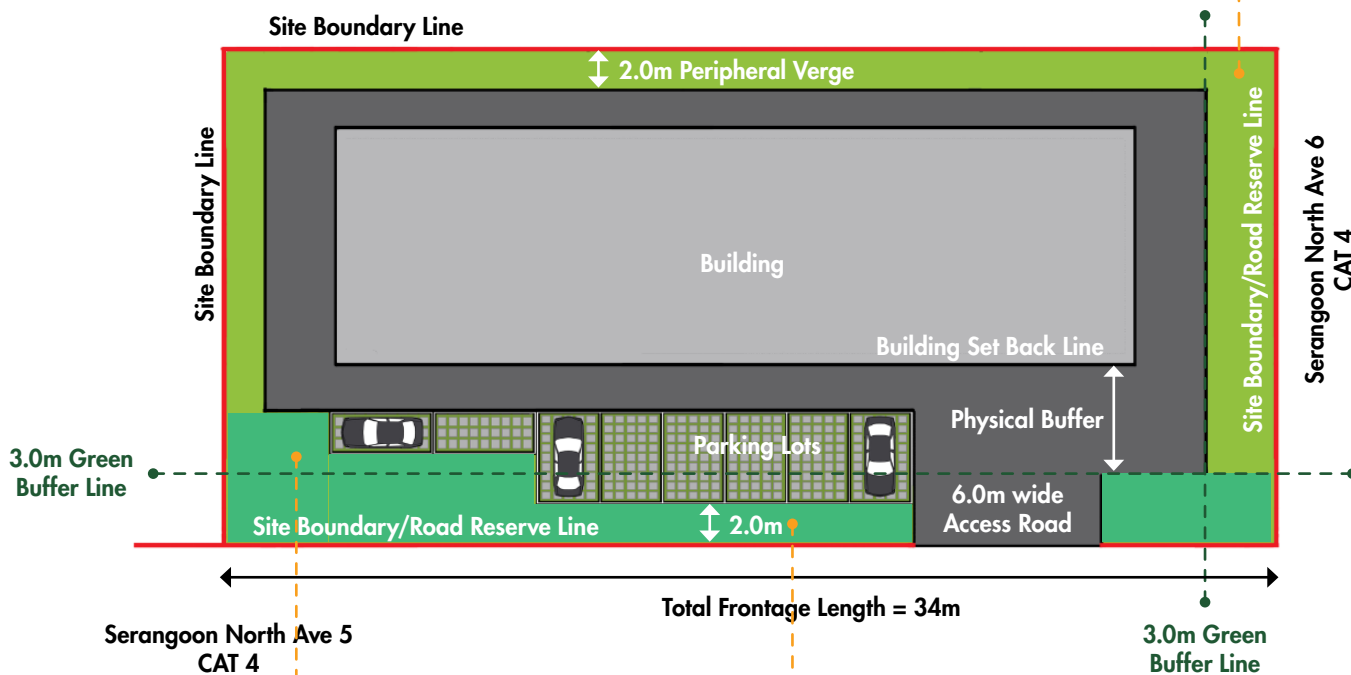 Site Boundary Line
2.0m Peripheral Verge
Site Boundary Line
Building
Building Set Back Line
Physical Buffer
Parking Lots
3.0m Green
Buffer Line
6.0m wide
Access Road
Site Boundary/Road Reserve Line
2.0m
Site Boundary/Road Reserve Line
Serangoon North Ave 6
CAT 4
Total Frontage Length = 34m
Serangoon North Ave 5
CAT 4
3.0m Green
Buffer Line